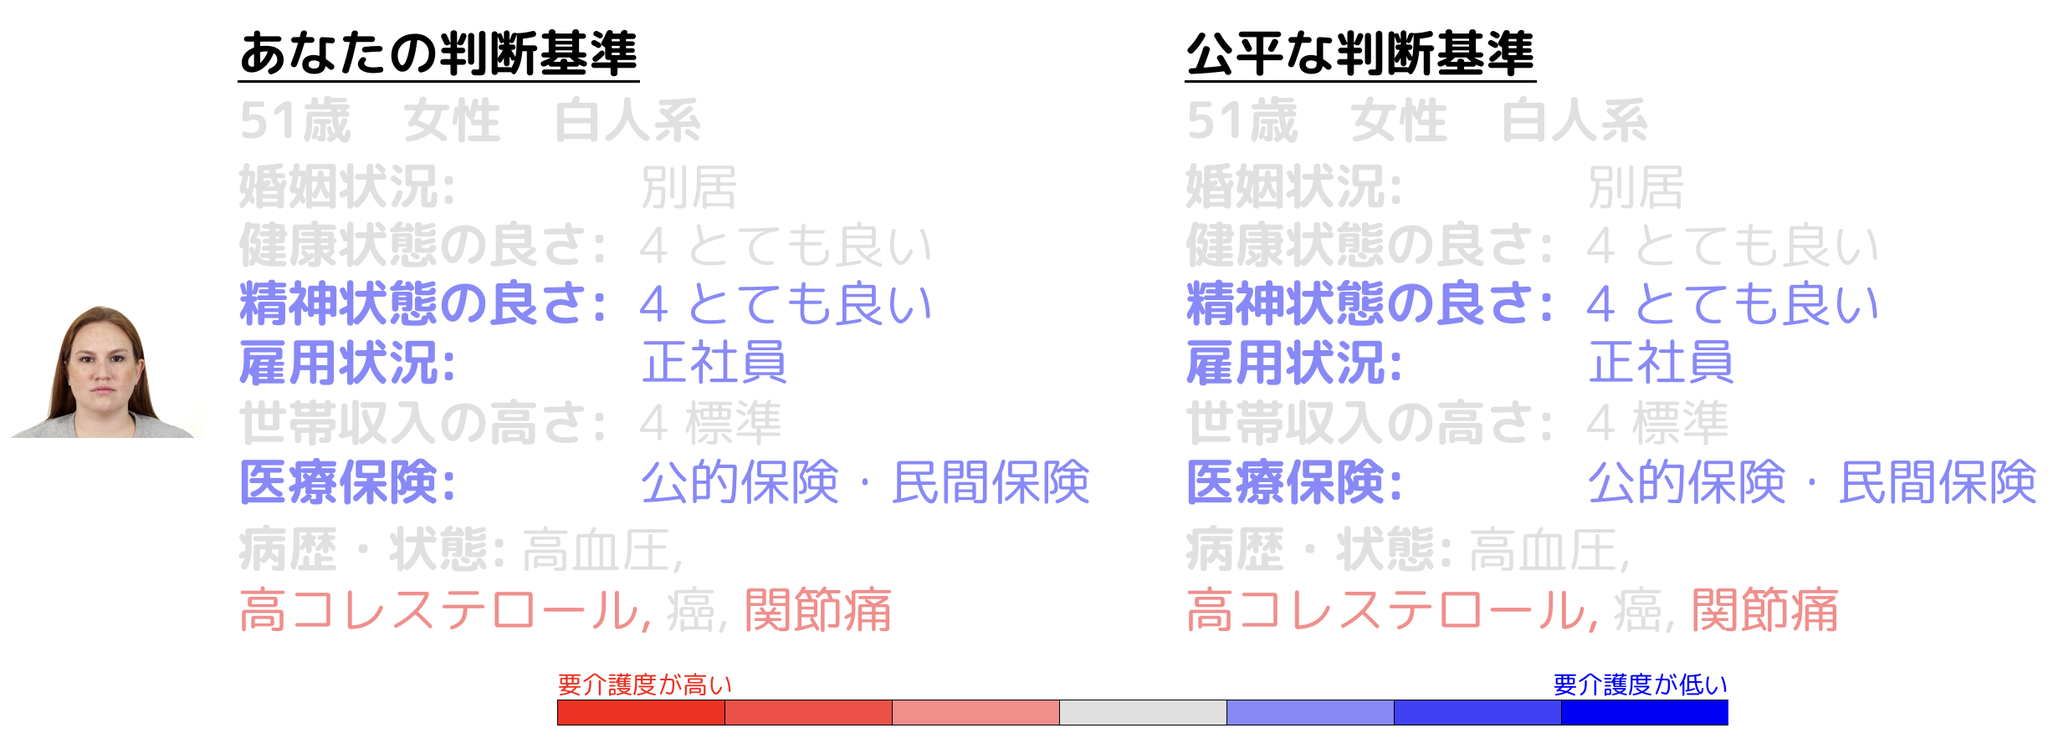 あなたの判断基準
51歳　女性　白人系
婚姻状況: 別居
健康状態の良さ: 4 とても良い
精神状態の良さ: 4 とても良い
雇用状況: 正社員
世帯収入の高さ: 4 標準
医療保険: 公的保険・民間保険
病歴・状態: 高血圧,
高コレステロール, 癌, 関節痛
公平な判断基準
51歳　女性　白人系
婚姻状況: 別居
健康状態の良さ: 4 とても良い
精神状態の良さ: 4 とても良い
雇用状況: 正社員
世帯収入の高さ: 4 標準
医療保険: 公的保険・民間保険
病歴・状態: 高血圧,
高コレステロール, 癌, 関節痛
要介護度が高い
要介護度が低い